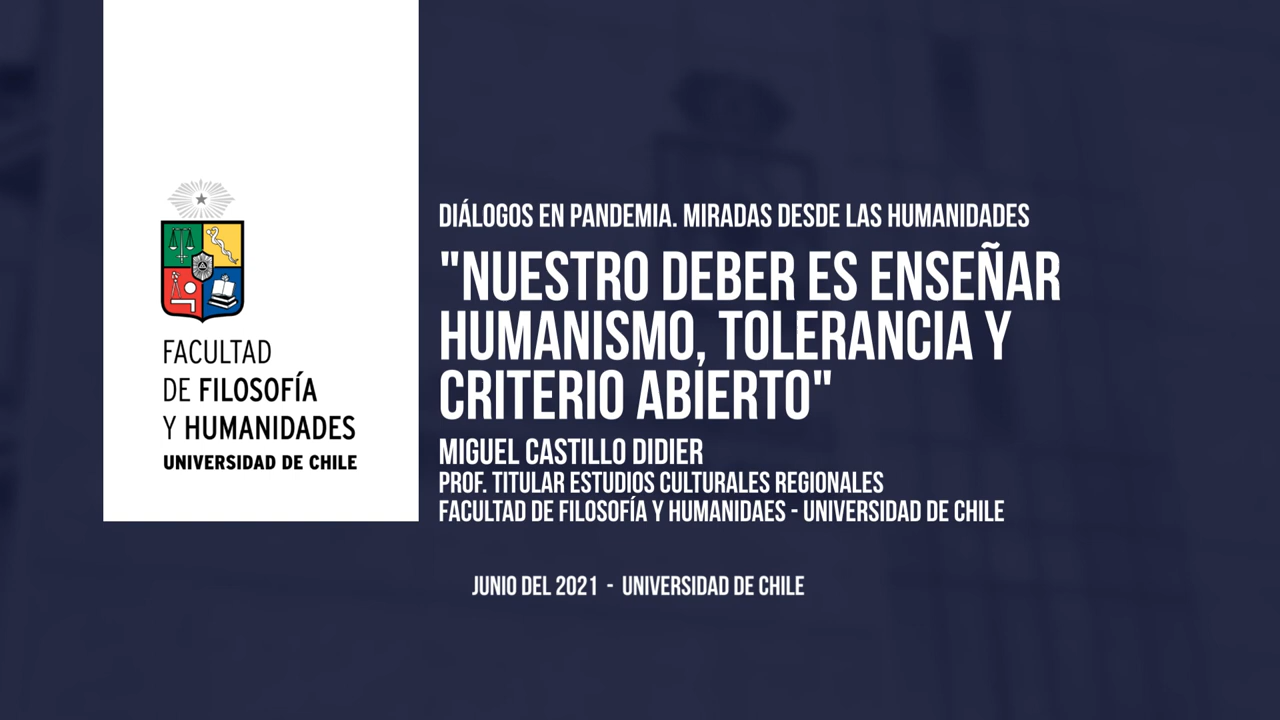 FACULTAD
DE FILOSOFÍA
Y HUMANIDADES
UNIVERSIDAD DE CHILE
DIÁLOGOS EN PANDEMIA. MIRADAS DESDE LAS HUMANIDADES
"NUESTRO DEBER ES ENSEÑAR
HUMANISMO, TOLERANCIA Y
CRITERIO ABIERTO"
MIGUEL CASTILLO DIDIER
PROF. TITULAR ESTUDIOS CULTURALES REGIONALES
FACULTAD DE FILOSOFÍA Y HUMANIDAES - UNIVERSIDAD DE CHILE
JUNIO DEL 2021 - UNIVERSIDAD DE CHILE